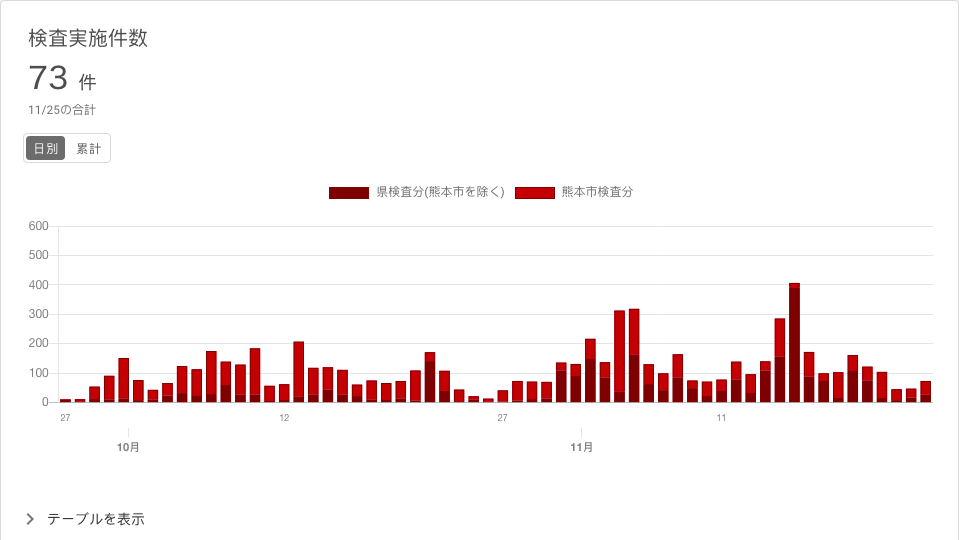 検査実施件数
73 件
11/25の合計
日別 累計
県検査分(熊本市を除く) 熊本市検査分
600
500
400
300
200
100
0
27 12 27 11
10月 11月
テーブルを表示